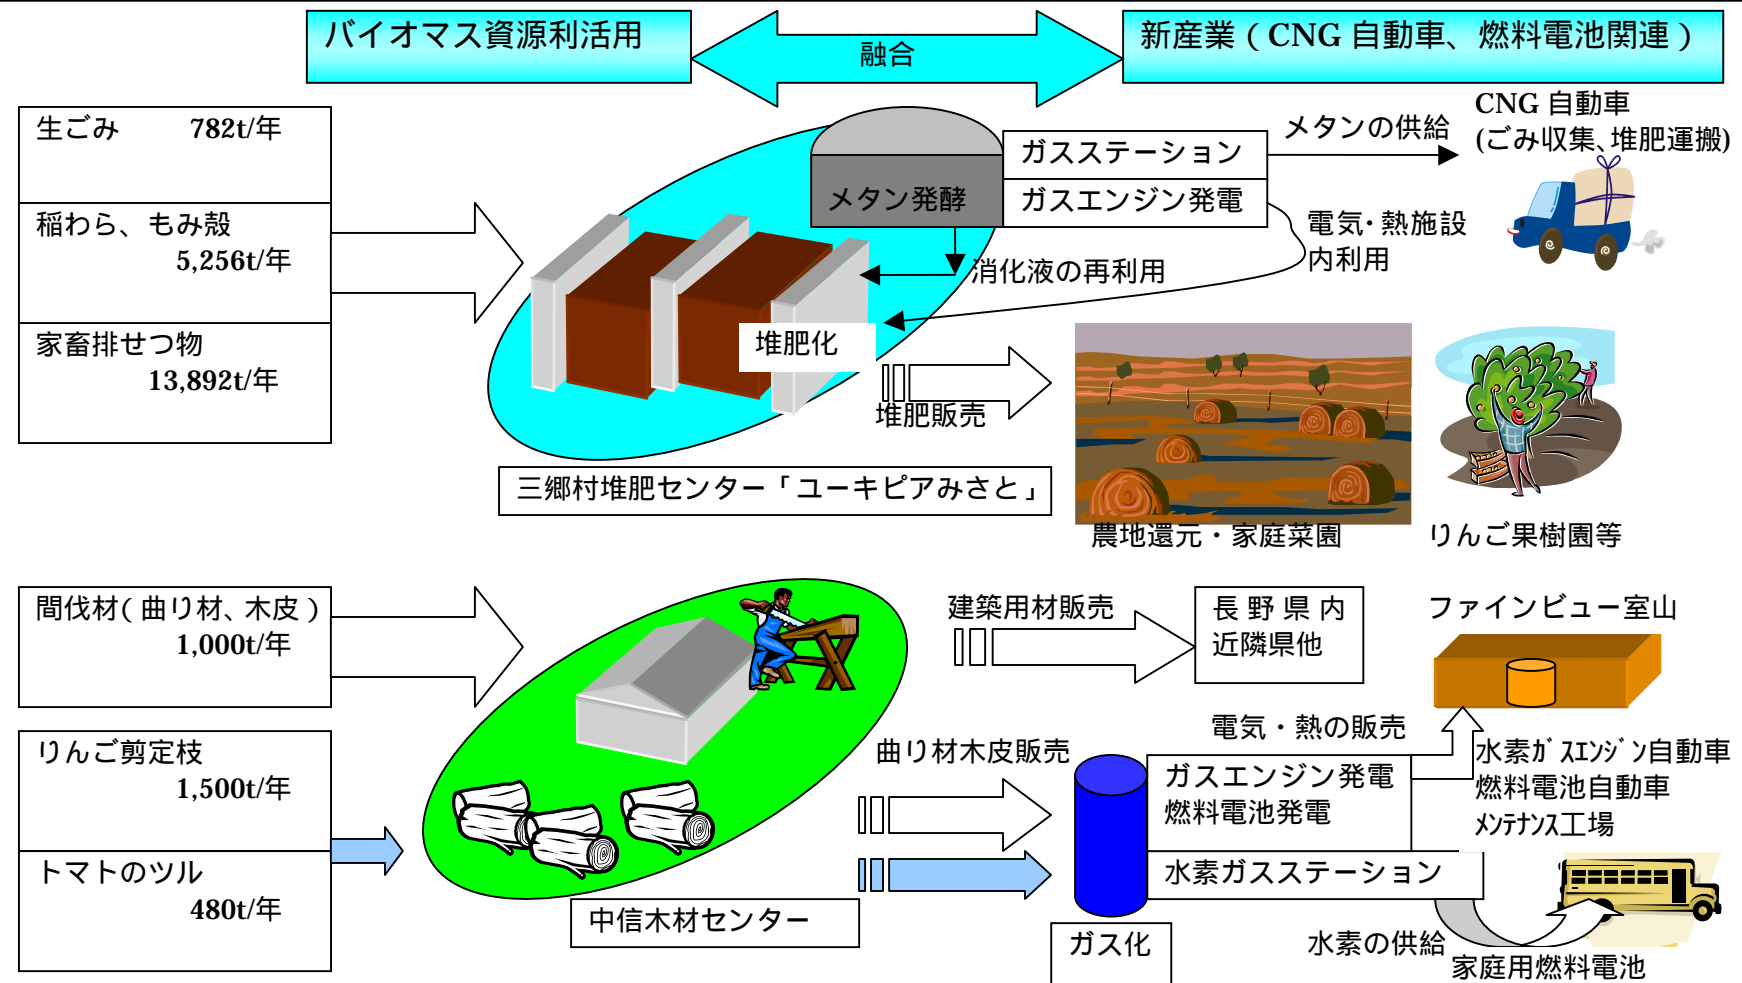 バイオマス資源利活用
融合
新産業(CNG 自動車、燃料電池関連)
生ごみ 782t/年
稲わら、もみ殻
5,256t/年
家畜排せつ物
13,892t/年
メタン発酵
ガスステーション
ガスエンジン発電
メタンの供給
CNG 自動車
(ごみ収集、堆肥運搬)
電気・熱施設
内利用
消化液の再利用
堆肥化
堆肥販売
三郷村堆肥センター「ユーキピアみさと」
農地還元・家庭菜園
りんご果樹園等
間伐材(曲り材、木皮)
1,000t/年
りんご剪定枝
1,500t/年
トマトのツル
480t/年
中信木材センター
建築用材販売
長野県内
近隣県他
ファインビュー室山
曲り材木皮販売
電気・熱の販売
ガスエンジン発電
燃料電池発電
水素ガスステーション
ガス化
水素ガスエンジン自動車
燃料電池自動車
メンテナンス工場
水素の供給
家庭用燃料電池